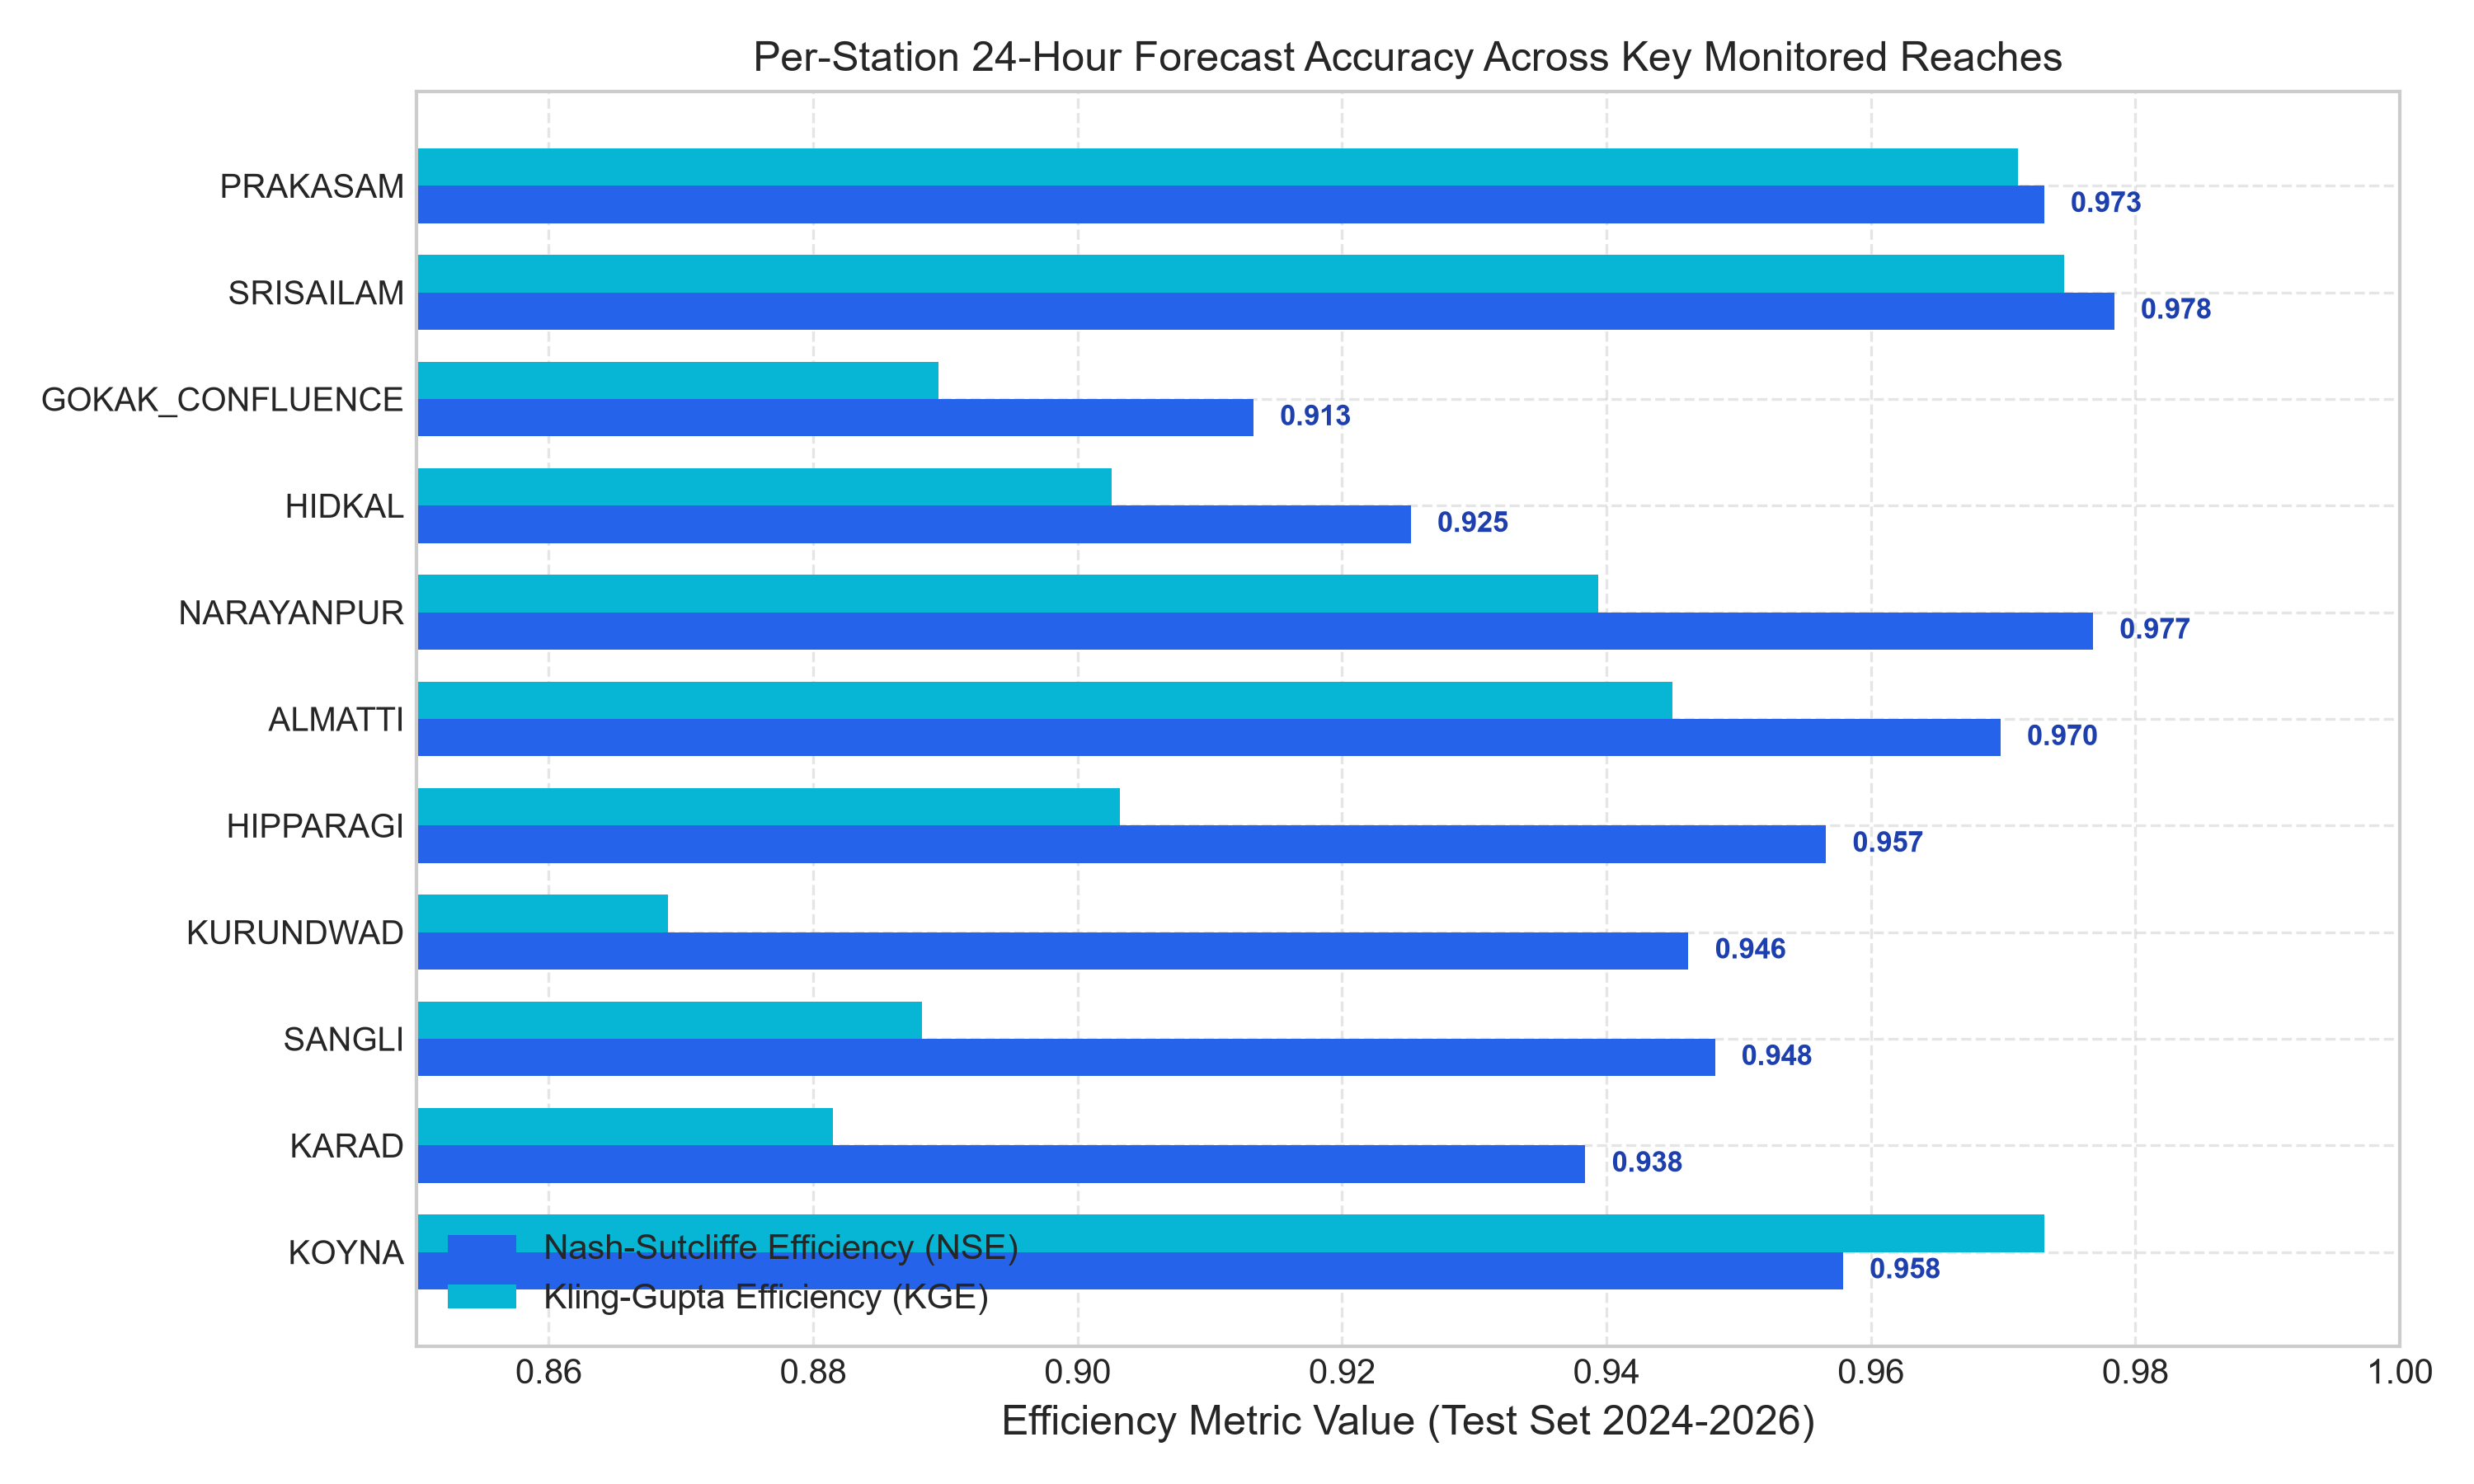 Per-Station 24-Hour Forecast Accuracy Across Key Monitored Reaches
PRAKASAM
0.973
SRISAILAM
0.978
GOKAK_CONFLUENCE
0.913
HIDKAL
0.925
NARAYANPUR
0.977
ALMATTI
0.970
HIPPARAGI
0.957
KURUNDWAD
0.946
SANGLI
0.948
KARAD
0.938
KOYNA
0.958
Nash-Sutcliffe Efficiency (NSE)
Kling-Gupta Efficiency (KGE)
0.86 0.88 0.90 0.92 0.94 0.96 0.98 1.00
Efficiency Metric Value (Test Set 2024-2026)